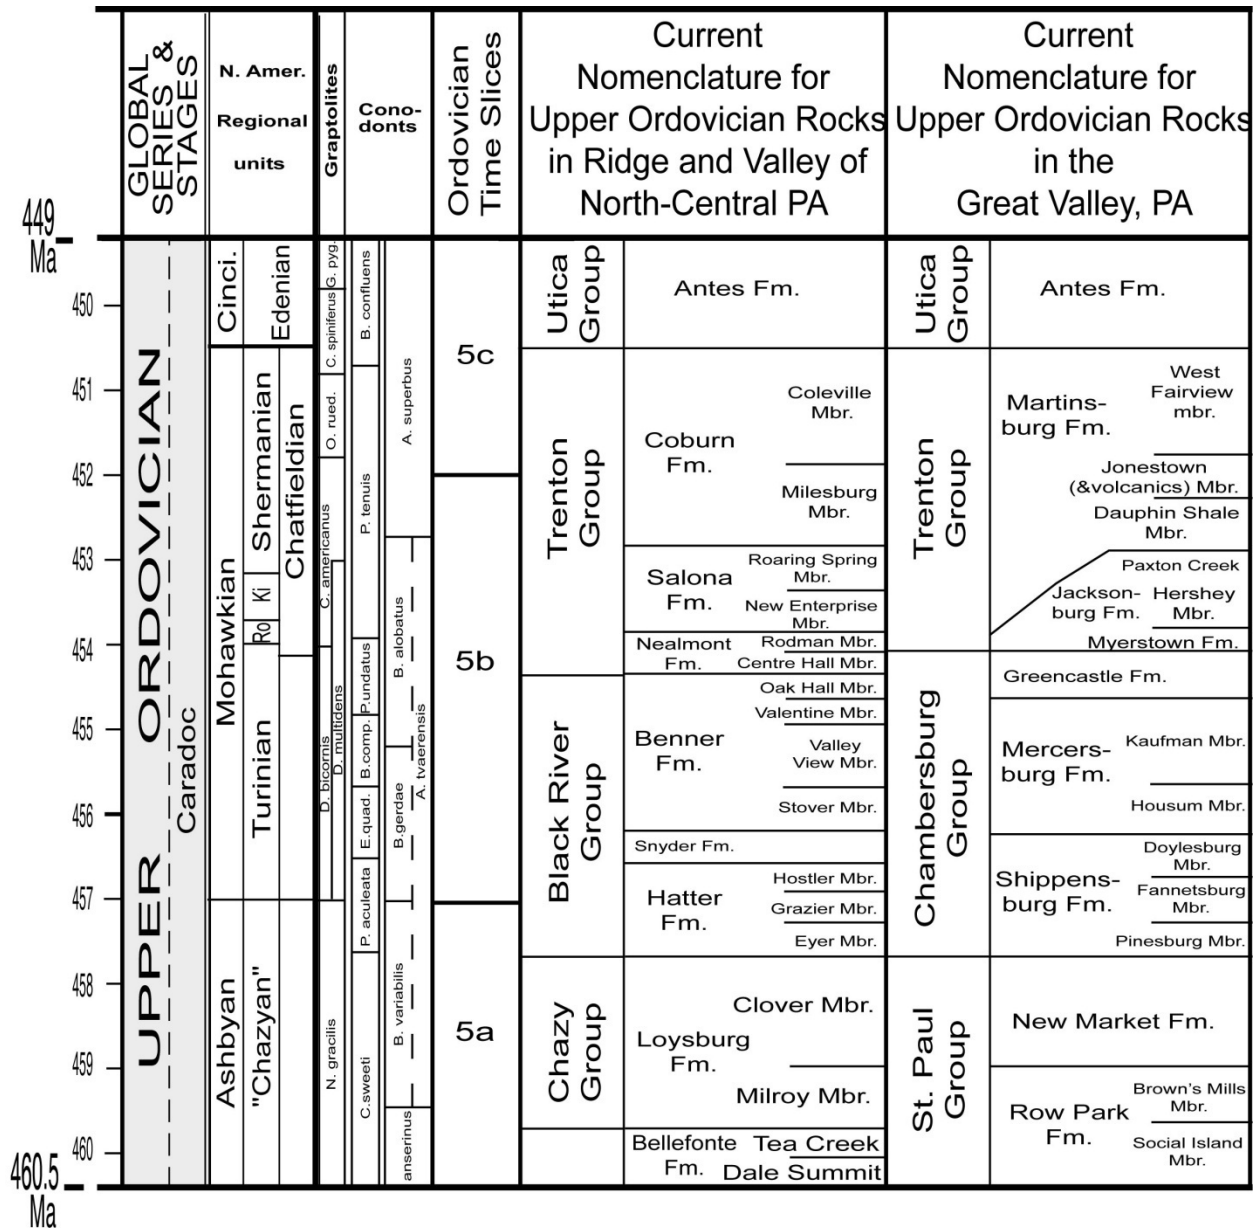 GLOBAL
SERIES &
STAGES
N. Amer.
Regional
units
Graptolites
Cono-
donts
Ordovician
Time Slices
Current
Nomenclature for
Upper Ordovician Rocks
in Ridge and Valley of
North-Central PA
Current
Nomenclature for
Upper Ordovician Rocks
in the
Great Valley, PA
449
Ma
450
451
452
453
454
455
456
457
458
459
460
460.5
Ma
UPPER ORDOVICIAN
Caradoc
Cinci.
Mohawkian
Ashbyan
Edenian
Shermanian
Ki
Ro
Turinian
"Chazyan"
Chatfieldian
G. pyg.
C. spiniferus
O. rued.
C. americanus
D. bicornis
D. multidens
N. gracilis
B. confluens
P. tenuis
P.undatus
B.comp.
E.quad.
P. aculeata
C.sweeti
A. superbus
B. alobatus
A. tvaerensis
B.gerdae
B. variabilis
anserinus
5c
5b
5a
Utica
Group
Antes Fm.
Trenton
Group
Coburn
Fm.
Coleville
Mbr.
Milesburg
Mbr.
Salona
Fm.
Roaring Spring
Mbr.
New Enterprise
Mbr.
Nealmont
Fm.
Rodman Mbr.
Centre Hall Mbr.
Black River
Group
Benner
Fm.
Oak Hall Mbr.
Valentine Mbr.
Valley
View Mbr.
Stover Mbr.
Snyder Fm.
Hatter
Fm.
Hostler Mbr.
Grazier Mbr.
Eyer Mbr.
Chazy
Group
Loysburg
Fm.
Clover Mbr.
Milroy Mbr.
Bellefonte
Fm.
Tea Creek
Dale Summit
Utica
Group
Antes Fm.
Trenton
Group
Martins-
burg Fm.
West
Fairview
mbr.
Jonestown
(&volcanics) Mbr.
Dauphin Shale
Mbr.
Jackson-
burg Fm.
Paxton Creek
Hershey
Mbr.
Myerstown Fm.
Chambersburg
Group
Greencastle Fm.
Mercers-
burg Fm.
Kaufman Mbr.
Housum Mbr.
Shippens-
burg Fm.
Doylesburg
Mbr.
Fannetsburg
Mbr.
Pinesburg Mbr.
St. Paul
Group
New Market Fm.
Row Park
Fm.
Brown's Mills
Mbr.
Social Island
Mbr.